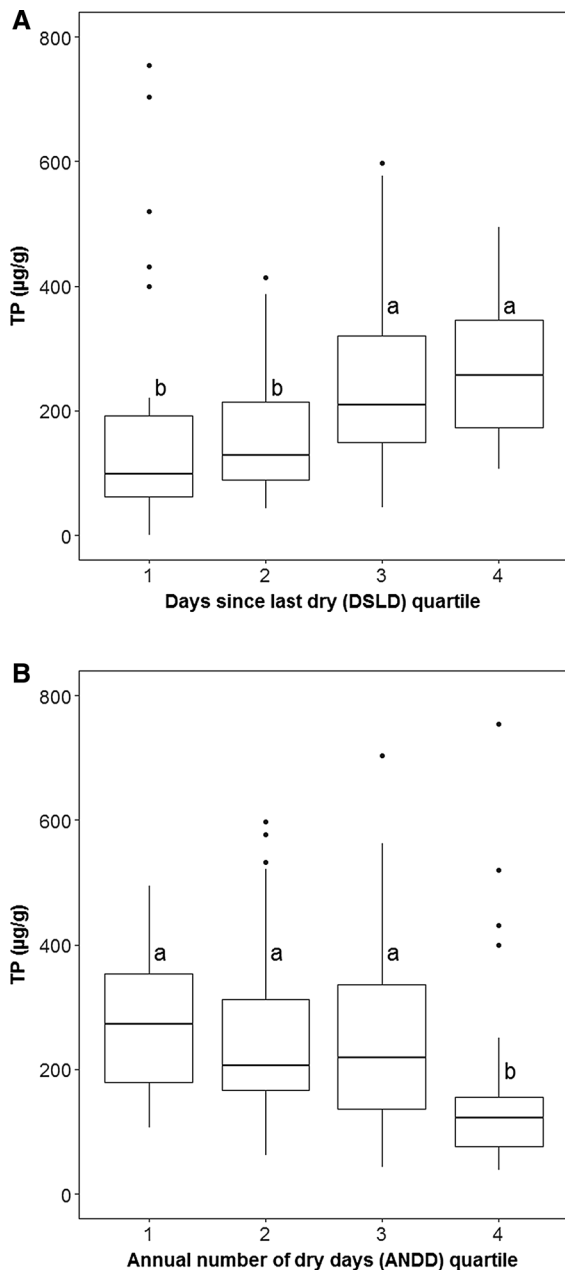 A
800
600
400
200
0
TP (µg/g)
b
b
a
a
1 2 3 4
Days since last dry (DSLD) quartile
B
800
600
400
200
0
TP (µg/g)
a
a
a
b
1 2 3 4
Annual number of dry days (ANDD) quartile